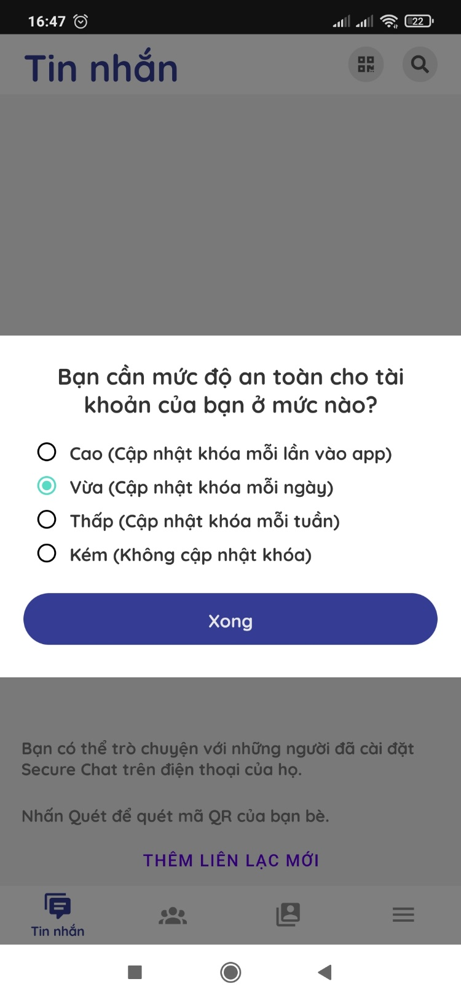 16:47
22
Tin nhắn
Bạn cần mức độ an toàn cho tài
khoản của bạn ở mức nào?
Cao (Cập nhật khóa mỗi lần vào app)
Vừa (Cập nhật khóa mỗi ngày)
Thấp (Cập nhật khóa mỗi tuần)
Kém (Không cập nhật khóa)
Xong
Bạn có thể trò chuyện với những người đã cài đặt
Secure Chat trên điện thoại của họ.
Nhấn Quét để quét mã QR của bạn bè.
THÊM LIÊN LẠC MỚI
Tin nhắn